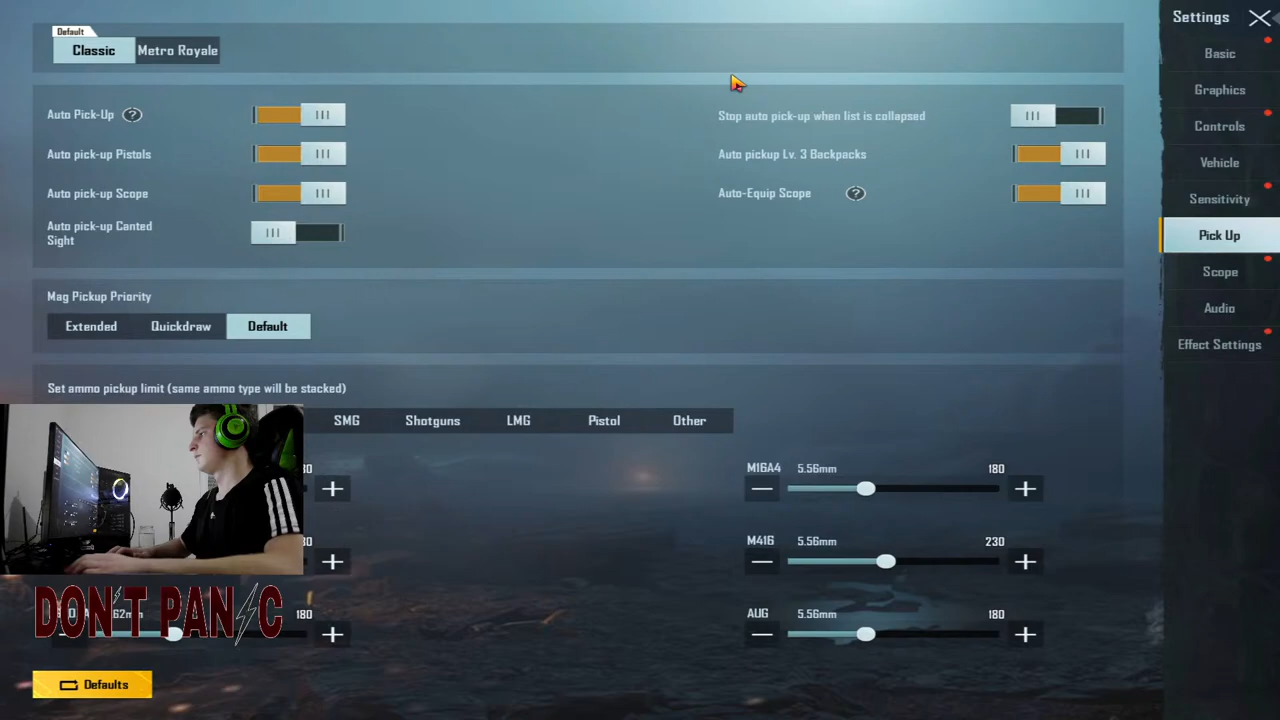 Default
Settings
Classic
Metro Royale
Basic
Graphics
Controls
Vehicle
Sensitivity
Pick Up
Scope
Audio
Effect Settings
Auto Pick-Up ?
Auto pick-up Pistols
Auto pick-up Scope
Auto pick-up Canted
Sight
Stop auto pick-up when list is collapsed
Auto pickup Lv. 3 Backpacks
Auto-Equip Scope ?
Mag Pickup Priority
Extended
Quickdraw
Default
Set ammo pickup limit (same ammo type will be stacked)
SMG
Shotguns
LMG
Pistol
Other
M16A4 5.56mm 180
M416 5.56mm 230
62mm 180
AUG 5.56mm 180
DON'T PANIC
Defaults